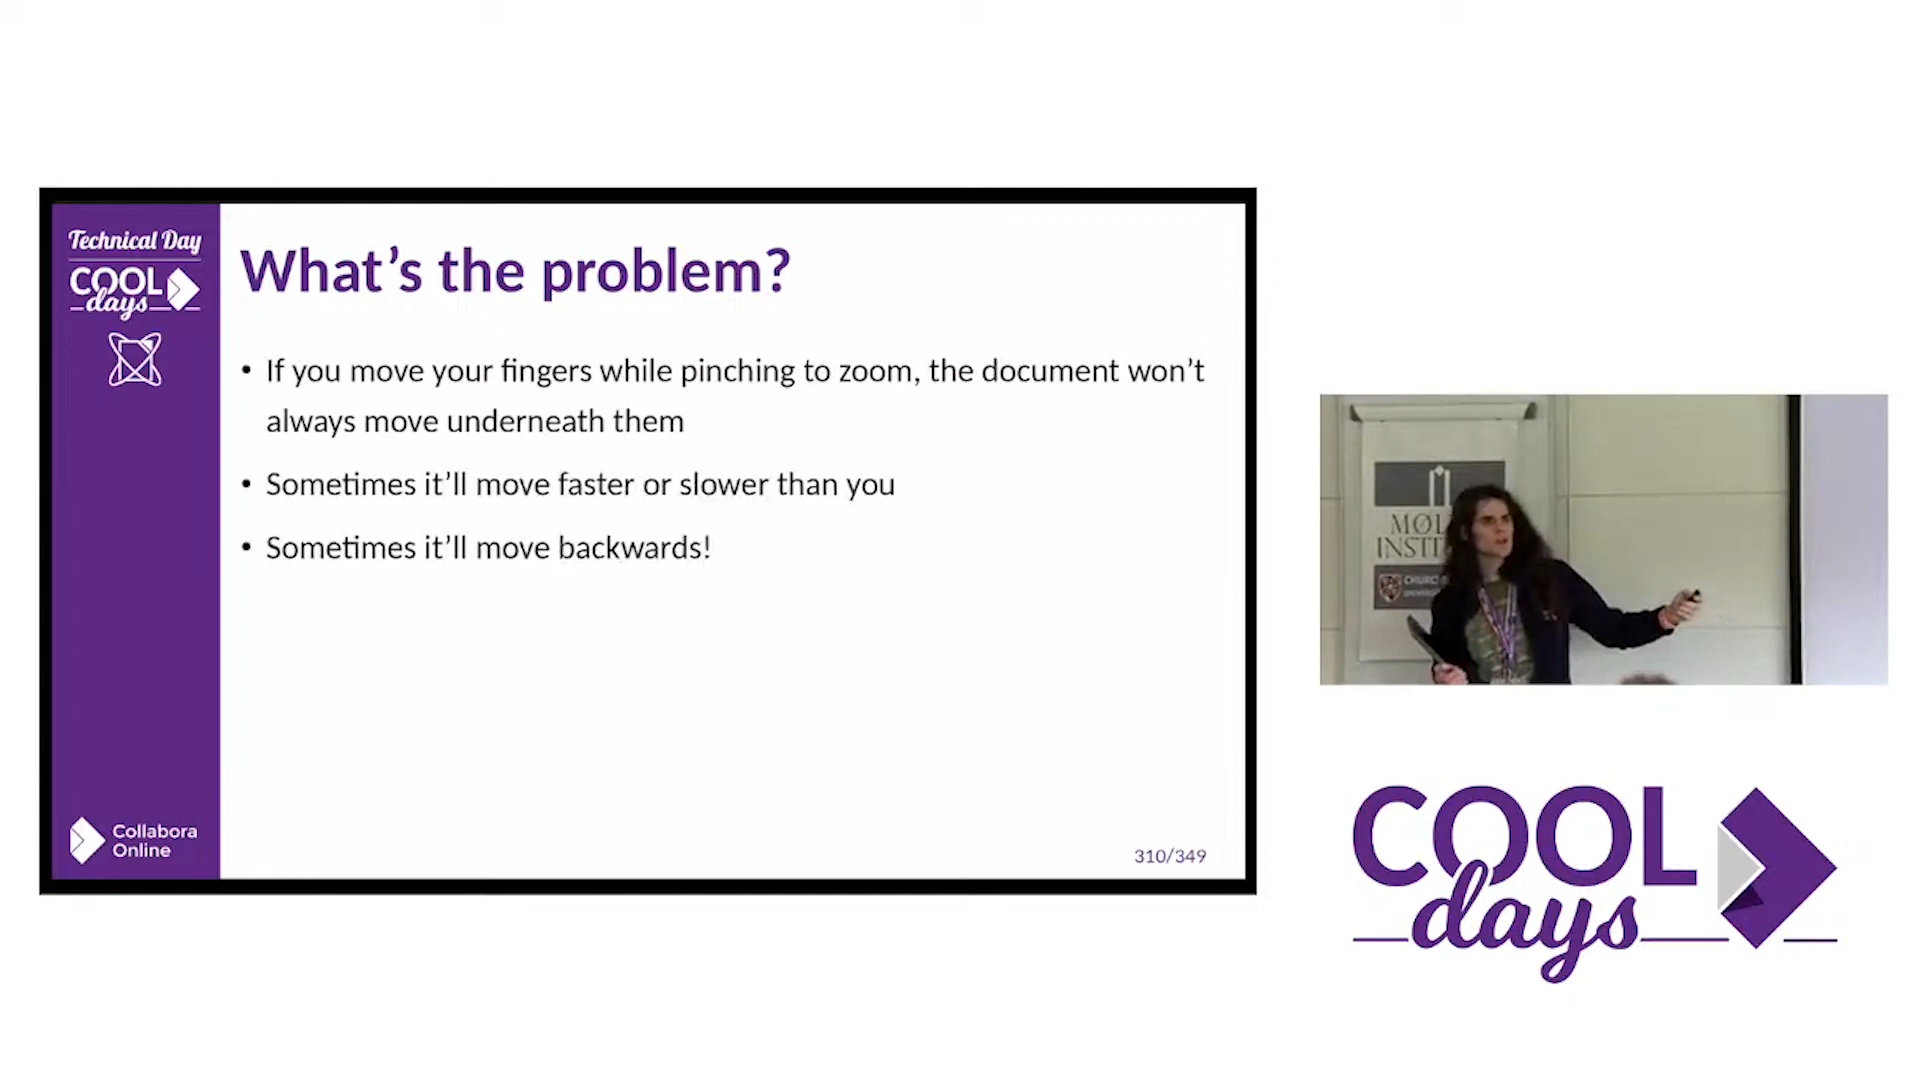 Technical Day
COOL
days
What’s the problem?
• If you move your fingers while pinching to zoom, the document won’t
always move underneath them
• Sometimes it’ll move faster or slower than you
• Sometimes it’ll move backwards!
Collabora
Online
310/349
COOL
days